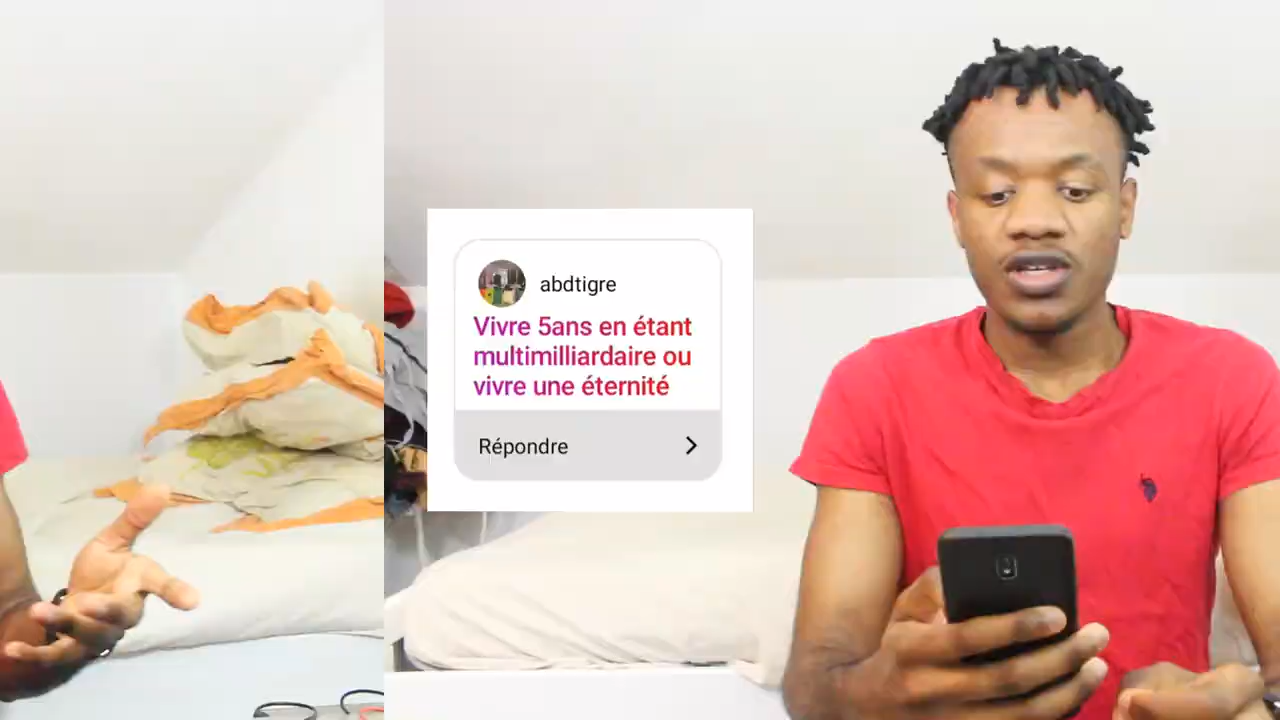 abdtigre
Vivre 5ans en étant
multimilliardaire ou
vivre une éternité
Répondre